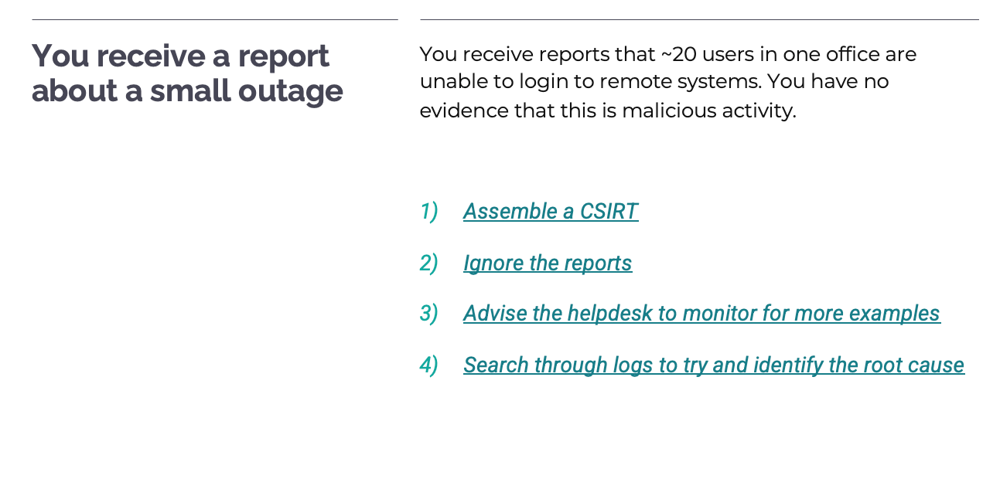 You receive a report
about a small outage
You receive reports that ~20 users in one office are
unable to login to remote systems. You have no
evidence that this is malicious activity.
1) Assemble a CSIRT
2) Ignore the reports
3) Advise the helpdesk to monitor for more examples
4) Search through logs to try and identify the root cause